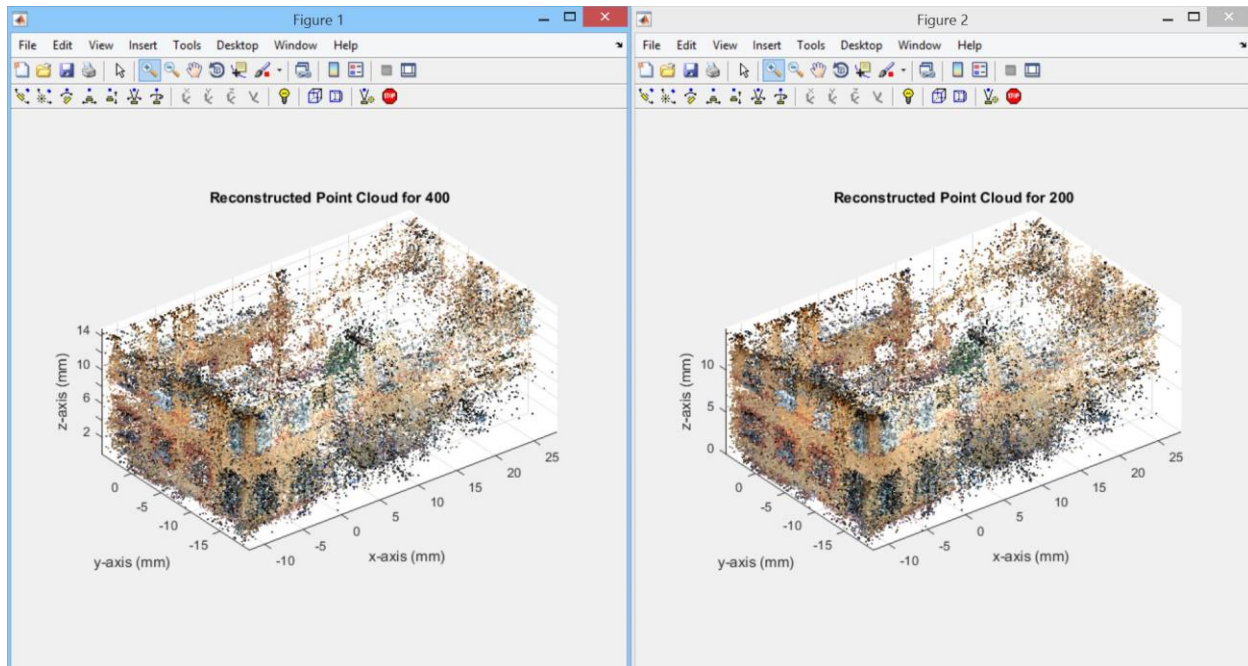 Figure 1
File Edit View Insert Tools Desktop Window Help
STOP
Reconstructed Point Cloud for 400
z-axis (mm)
14
10
6
2
0
-5
-10
-15
y-axis (mm)
-10
-5
0
5
10
15
20
25
x-axis (mm)
Figure 2
File Edit View Insert Tools Desktop Window Help
STOP
Reconstructed Point Cloud for 200
z-axis (mm)
10
5
0
0
-5
-10
-15
y-axis (mm)
-10
-5
0
5
10
15
20
25
x-axis (mm)